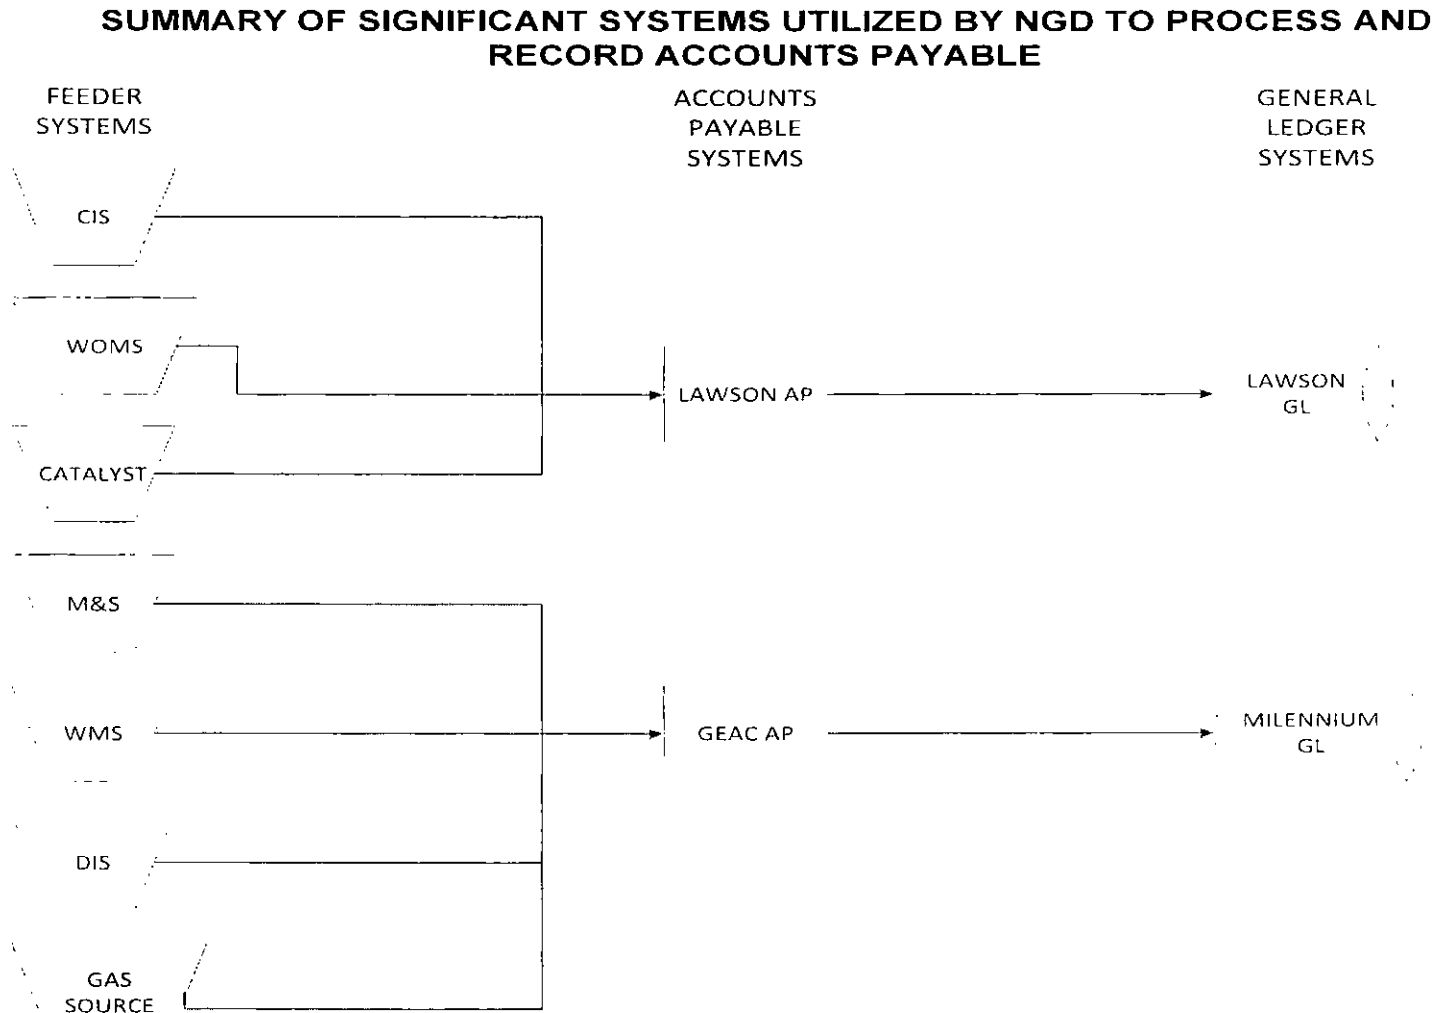 SUMMARY OF SIGNIFICANT SYSTEMS UTILIZED BY NGD TO PROCESS AND
RECORD ACCOUNTS PAYABLE
FEEDER
SYSTEMS
ACCOUNTS
PAYABLE
SYSTEMS
GENERAL
LEDGER
SYSTEMS
CIS
WOMS
LAWSON AP
LAWSON
GL
CATALYST
M&S
WMS
GEAC AP
MILENNIUM
GL
DIS
GAS
SOURCE